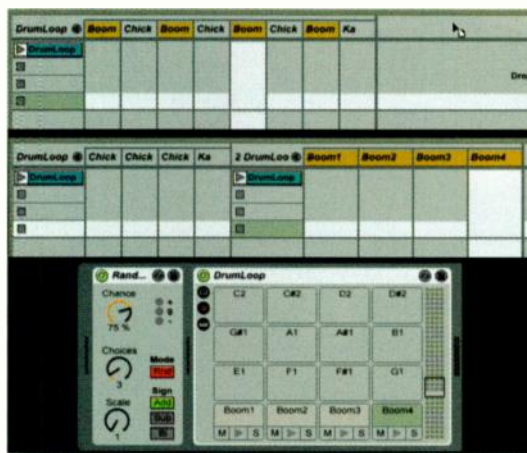 DrumLoop Boom Chick Boom Chick Boom Chick Boom Ka
DrumLoop
DrumLoop Chick Chick Chick Ka 2 DrumLoo Boom1 Boom2 Boom3 Boom4
DrumLoop DrumLoop
Rand... DrumLoop
Chance
75 %
Choices
3
Scale
1
Mode
Rnd
Sign
Add
Sub
Bi
C2 C#2 D2 D#2
G#1 A1 A#1 B1
E1 F1 F#1 G1
Boom1 Boom2 Boom3 Boom4
M S M S M S M S